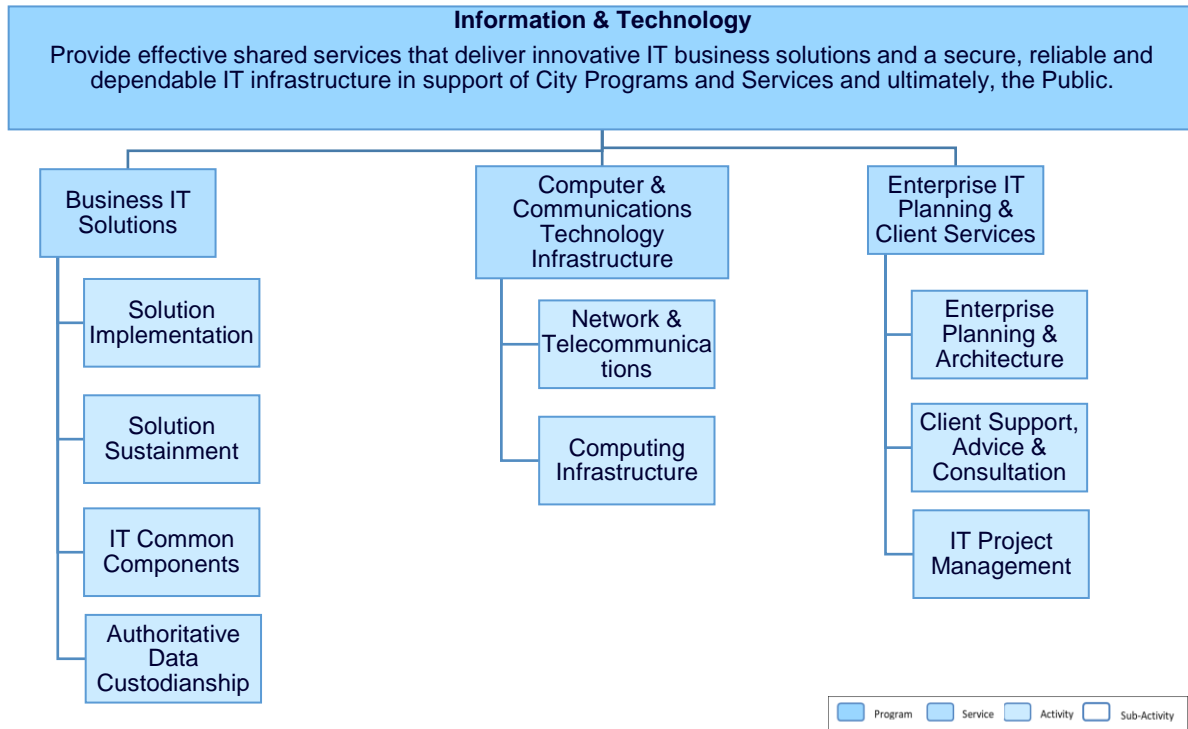 Information & Technology
Provide effective shared services that deliver innovative IT business solutions and a secure, reliable and
dependable IT infrastructure in support of City Programs and Services and ultimately, the Public.
Business IT
Solutions
Solution
Implementation
Solution
Sustainment
IT Common
Components
Authoritative
Data
Custodianship
Computer &
Communications
Technology
Infrastructure
Network &
Telecommunica
tions
Computing
Infrastructure
Enterprise IT
Planning &
Client Services
Enterprise
Planning &
Architecture
Client Support,
Advice &
Consultation
IT Project
Management
Program Service Activity Sub-Activity